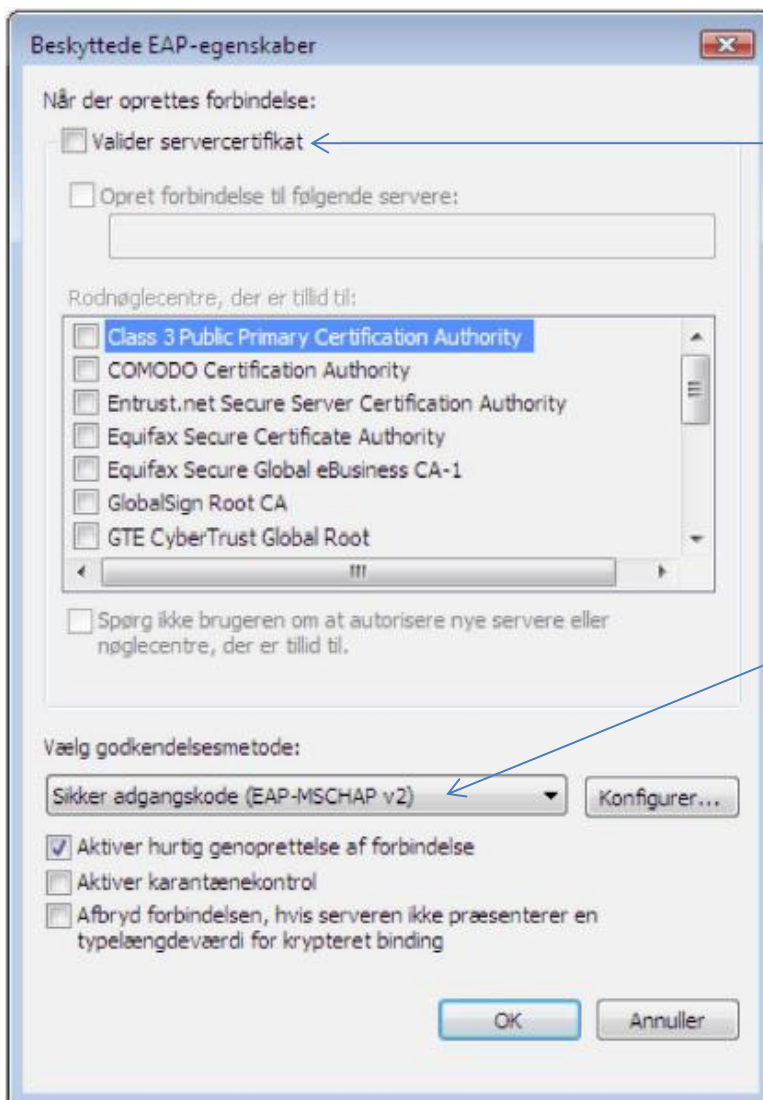 Beskyttede EAP-egenskaber
Når der oprettes forbindelse:
Valider servercertifikat
Opret forbindelse til følgende servere:
Rodnøglecentre, der er tillid til:
Class 3 Public Primary Certification Authority
COMODO Certification Authority
Entrust.net Secure Server Certification Authority
Equifax Secure Certificate Authority
Equifax Secure Global eBusiness CA-1
GlobalSign Root CA
GTE CyberTrust Global Root
Spørg ikke brugeren om at autorisere nye servere eller
nøglecentre, der er tillid til.
Vælg godkendelsesmetode:
Sikker adgangskode (EAP-MSCHAP v2)
Konfigurer...
Aktiver hurtig genoprettelse af forbindelse
Aktiver karantænekontrol
Afbryd forbindelsen, hvis serveren ikke præsenterer en
typelængdeværdi for krypteret binding
OK
Annuller